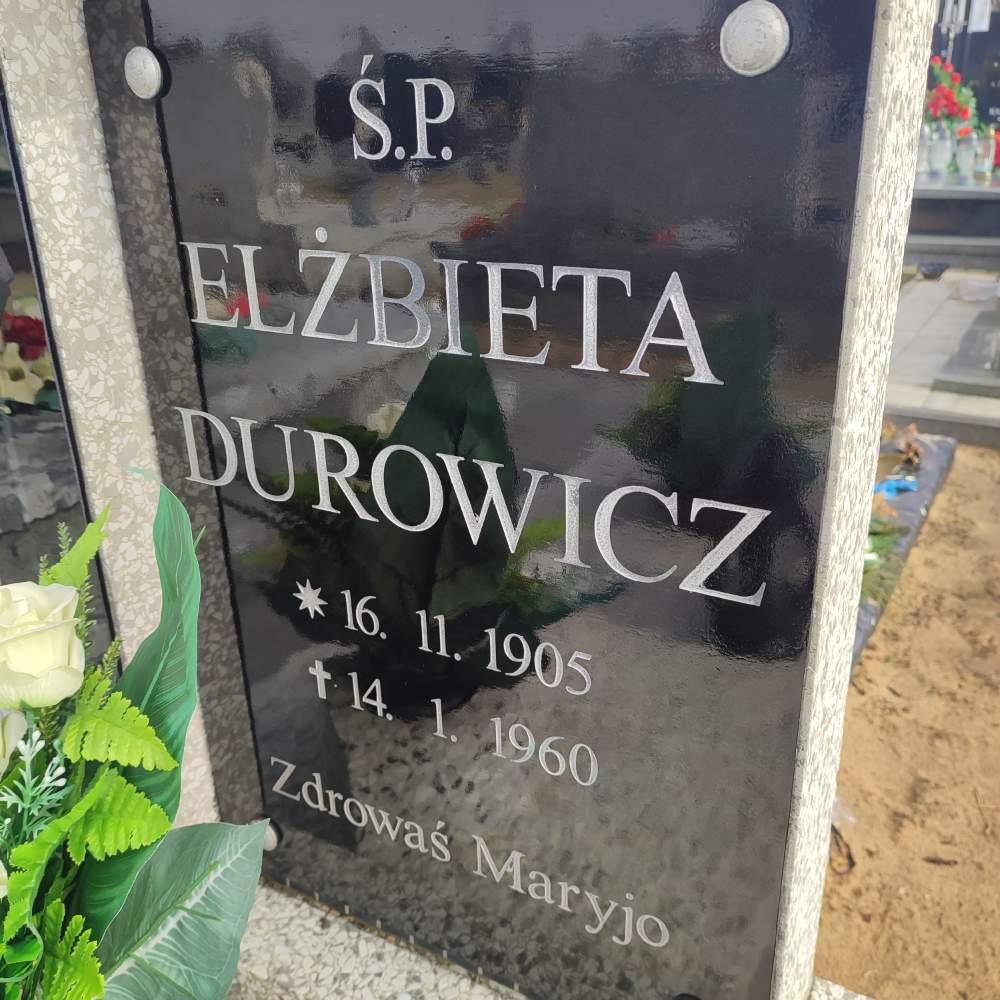 Ś.P.
ELŻBIETA
DUROWICZ
* 16. 11. 1905
† 14. 1. 1960
Zdrowaś Maryjo